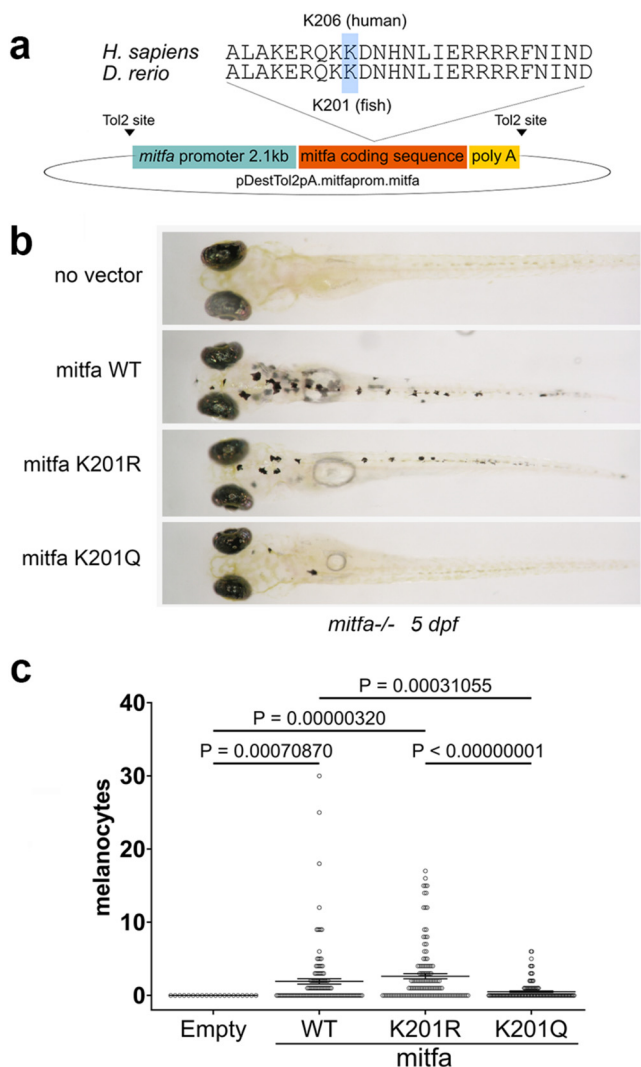 a
K206 (human)
H. sapiens ALAKERQKKDNHNLIERRRRFNIND
D. rerio ALAKERQKKDNHNLIERRRRFNIND
K201 (fish)
Tol2 site Tol2 site
mitfa promoter 2.1kb mitfa coding sequence poly A
pDestTol2pA.mitfaprom.mitfa
b
no vector
mitfa WT
mitfa K201R
mitfa K201Q
mitfa-/- 5 dpf
c
P = 0.00031055
P = 0.00000320
P = 0.00070870 P < 0.00000001
melanocytes
40
30
20
10
0
Empty WT K201R K201Q
mitfa